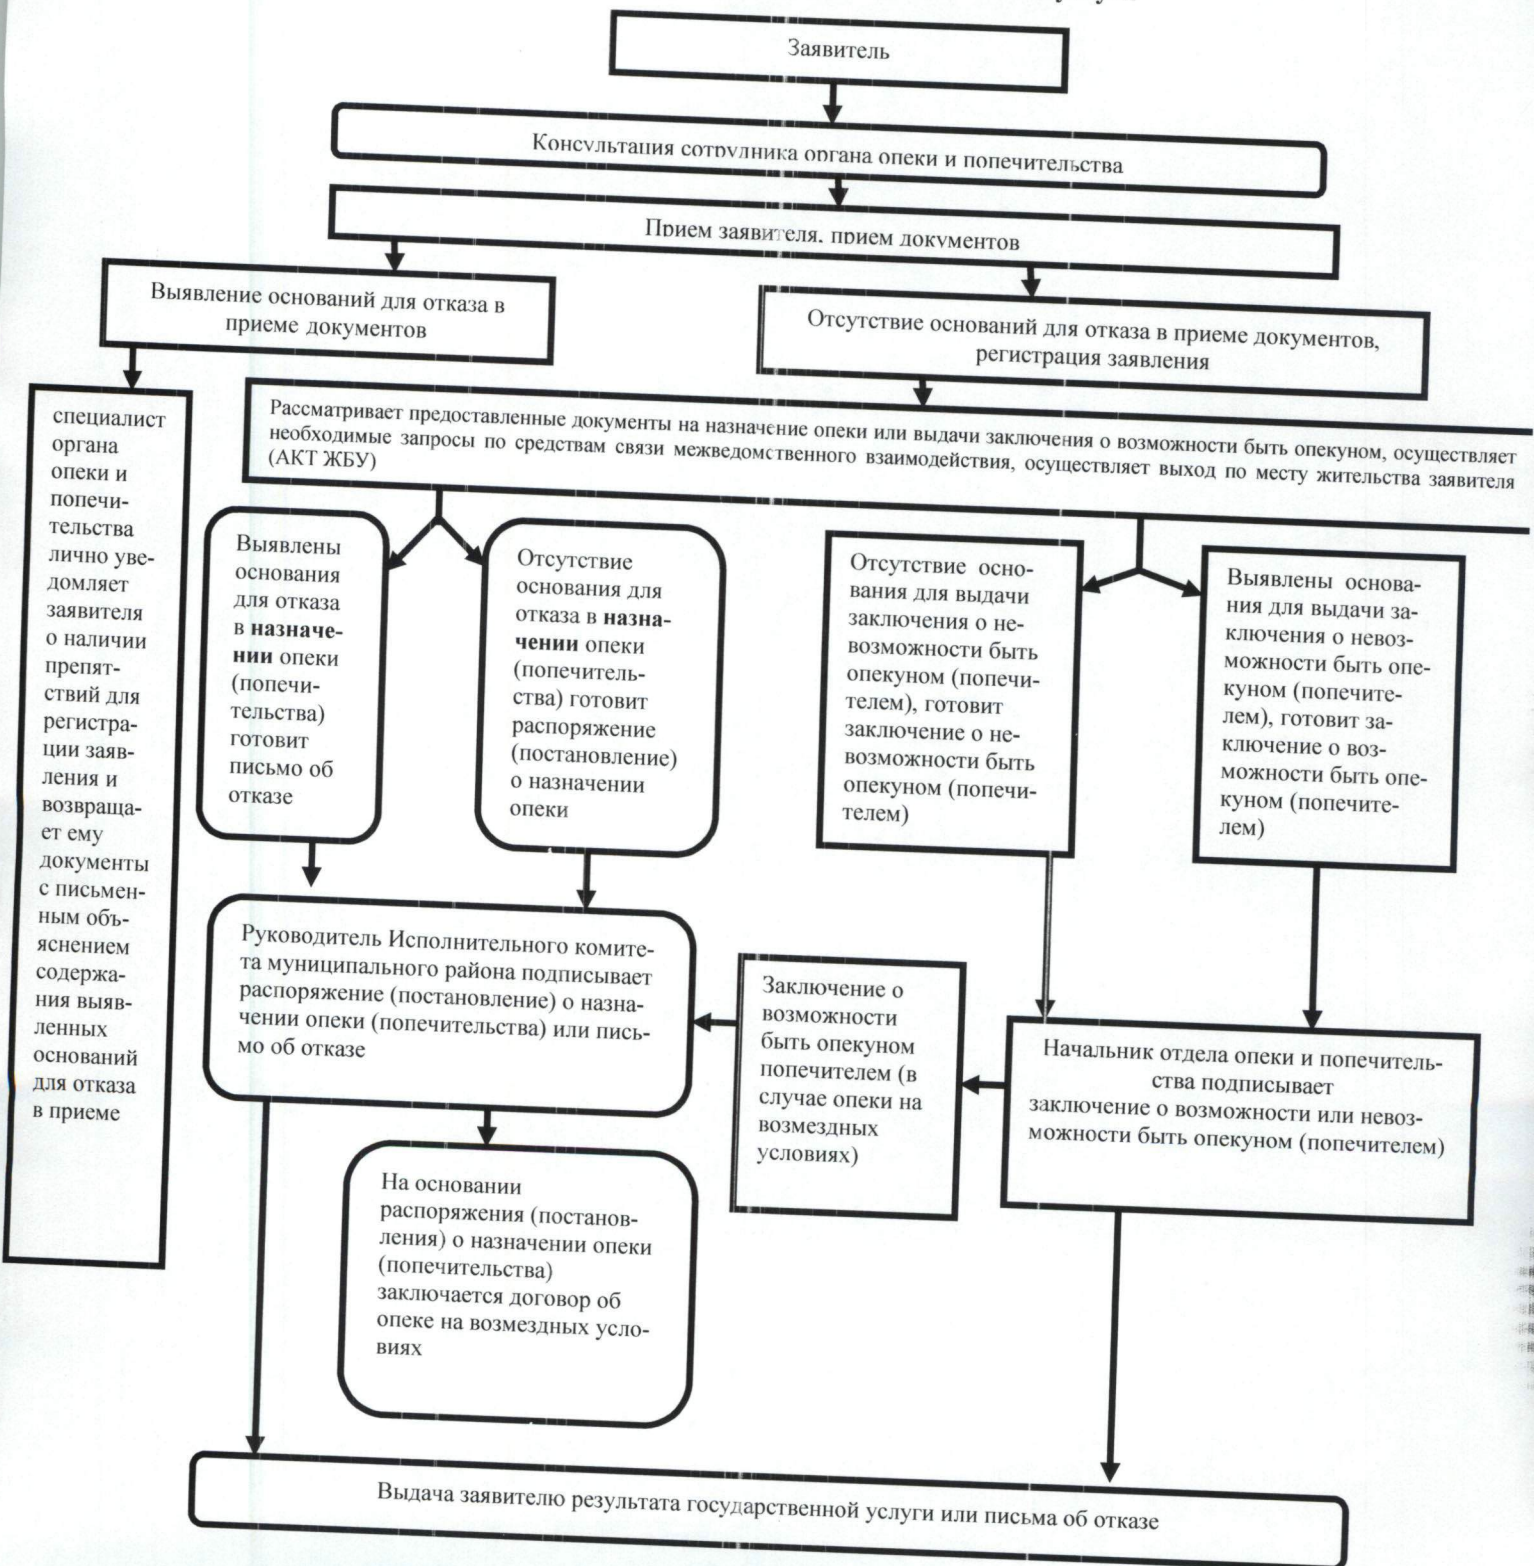 Заявитель
Консультация сотрудника органа опеки и попечительства
Прием заявителя, прием документов
Выявление оснований для отказа в
приеме документов
Отсутствие оснований для отказа в приеме документов,
регистрация заявления
специалист
органа
опеки и
попечи-
тельства
лично уве-
домляет
заявителя
о наличии
препят-
ствий для
регистра-
ции заяв-
ления и
возвраща-
ет ему
документы
с письмен-
ным объ-
яснением
содержа-
ния выяв-
ленных
оснований
для отказа
в приеме
Рассматривает предоставленные документы на назначение опеки или выдачи заключения о возможности быть опекуном, осуществляет
необходимые запросы по средствам связи межведомственного взаимодействия, осуществляет выход по месту жительства заявителя
(АКТ ЖБУ)
Выявлены
основания
для отказа
в назначе-
нии опеки
(попечи-
тельства)
готовит
письмо об
отказе
Отсутствие
основания для
отказа в назна-
чении опеки
(попечитель-
ства) готовит
распоряжение
(постановление)
о назначении
опеки
Отсутствие осно-
вания для выдачи
заключения о не-
возможности быть
опекуном (попечи-
телем), готовит
заключение о не-
возможности быть
опекуном (попечи-
телем)
Выявлены основа-
ния для выдачи за-
ключения о невоз-
можности быть опе-
куном (попечите-
лем), готовит за-
ключение о воз-
можности быть опе-
куном (попечите-
лем)
Руководитель Исполнительного комите-
та муниципального района подписывает
распоряжение (постановление) о назна-
чении опеки (попечительства) или пись-
мо об отказе
Заключение о
возможности
быть опекуном
попечителем (в
случае опеки на
возмездных
условиях)
Начальник отдела опеки и попечитель-
ства подписывает
заключение о возможности или невоз-
можности быть опекуном (попечителем)
На основании
распоряжения (постанов-
ления) о назначении опеки
(попечительства)
заключается договор об
опеке на возмездных усло-
виях
Выдача заявителю результата государственной услуги или письма об отказе